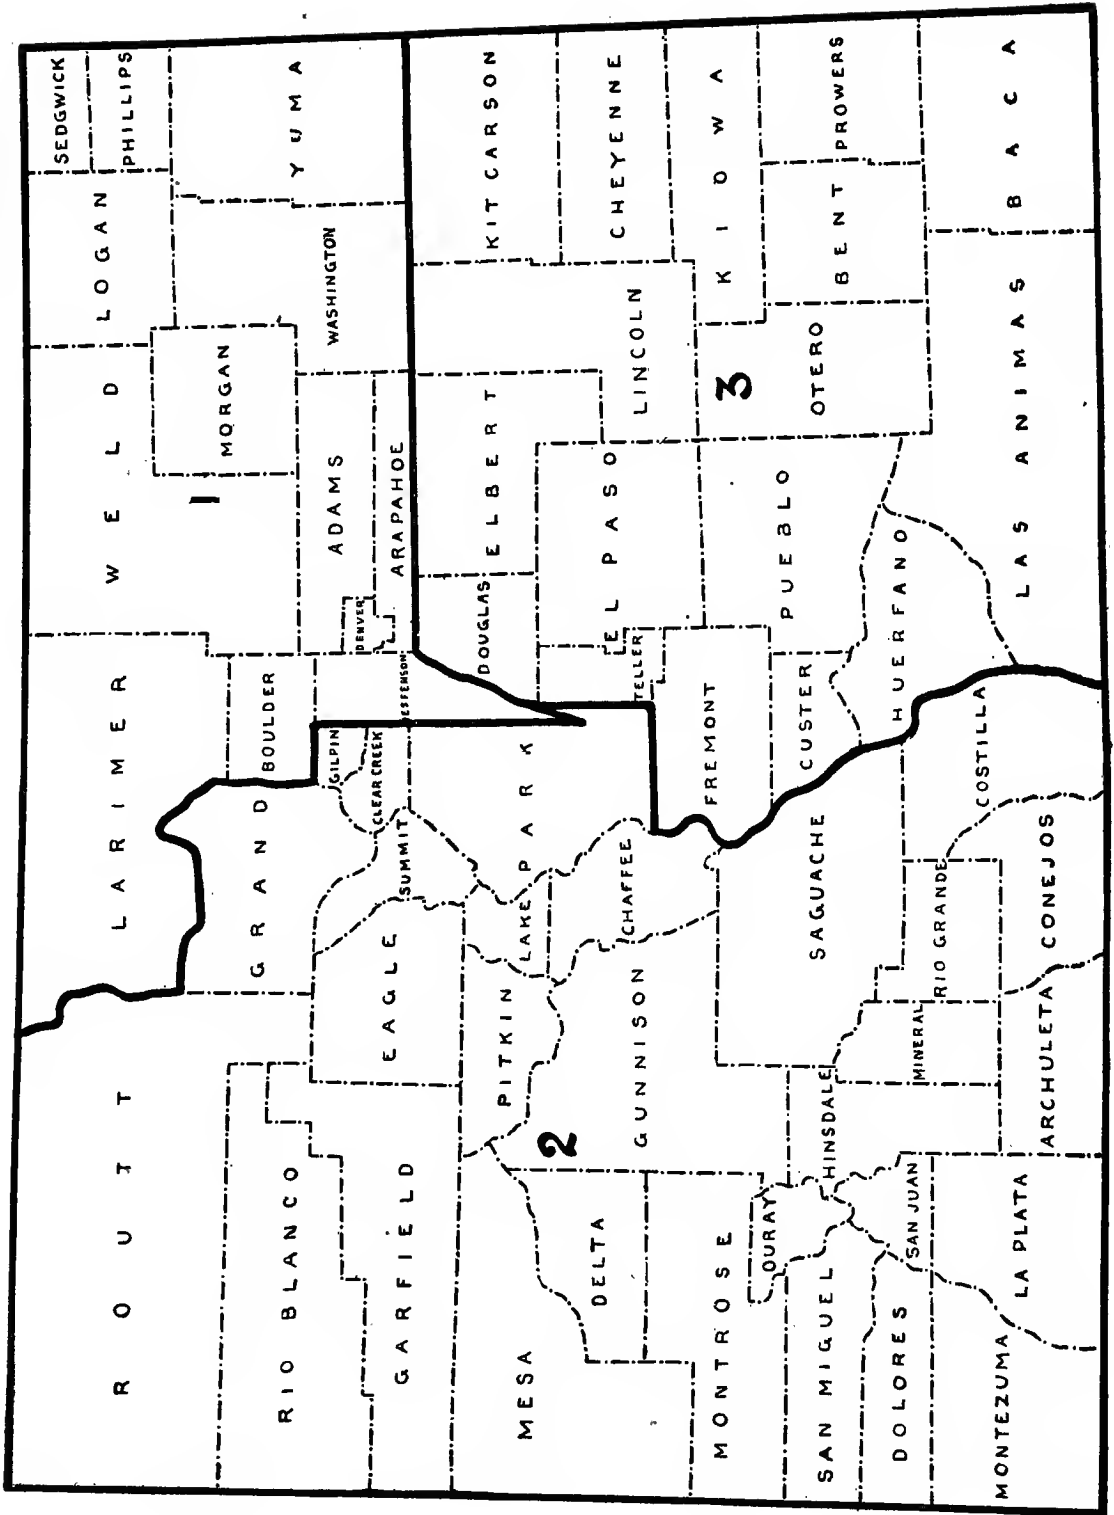 SEDGWICK
PHILLIPS
YUMA
LOGAN
WASHINGTON
WELD
MORGAN
1
ADAMS
ARAPAHOE
DENVER
LARIMER
BOULDER
JEFFERSON
GILPIN
CLEAR CREEK
GRAND
SUMMIT
PARK
LAKE
CHAFFEE
EAGLE
PITKIN
GUNNISON
2
ROUTT
RIO BLANCO
GARFIELD
MESA
DELTA
MONTROSE
OURAY
HINSDALE
SAN MIGUEL
SAN JUAN
DOLORES
LA PLATA
MONTEZUMA
SAGUACHE
MINERAL
RIO GRANDE
ARCHULETA
CONEJOS
COSTILLA
KIT CARSON
CHEYENNE
KIOWA
PROWERS
BENT
BACA
LINCOLN
3
OTERO
LAS ANIMAS
ELBERT
DOUGLAS
EL PASO
TELLER
PUEBLO
FREMONT
CUSTER
HUERFANO